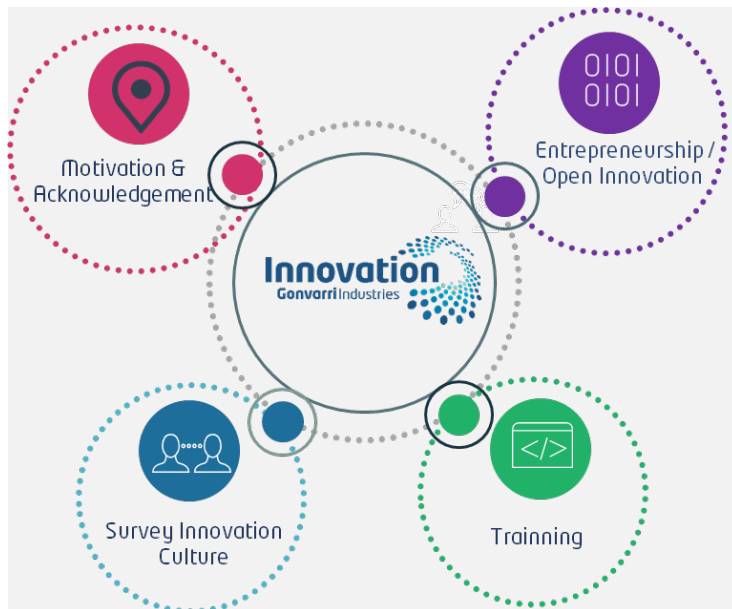 Motivation &
Acknowledgement
0101
0101
Entrepreneurship /
Open Innovation
Innovation
Gonvarri Industries
</>
Survey Innovation
Culture
Trainning